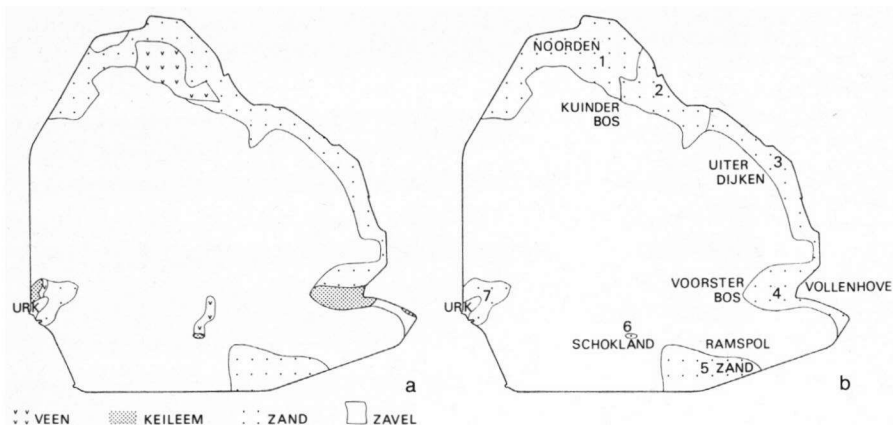 URK
a
VEEN KEILEEM ZAND ZAVEL
NOORDEN
1
2
KUINDER
BOS
UITER
DIJKEN
3
VOORSTER
BOS
4
VOLLENHOVE
URK
7
6
SCHOKLAND
RAMSPOL
5 ZAND
b